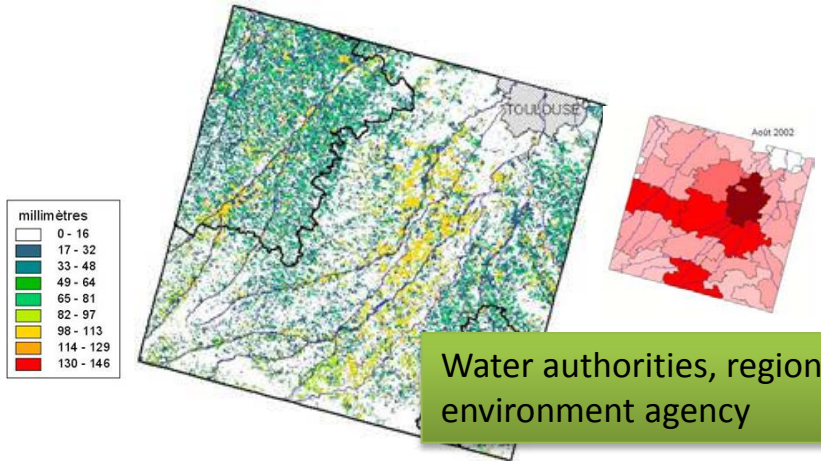 TOULOUSE
Août 2002
millimètres
0 - 16
17 - 32
33 - 48
49 - 64
65 - 81
82 - 97
98 - 113
114 - 129
130 - 146
Water authorities, region
environment agency